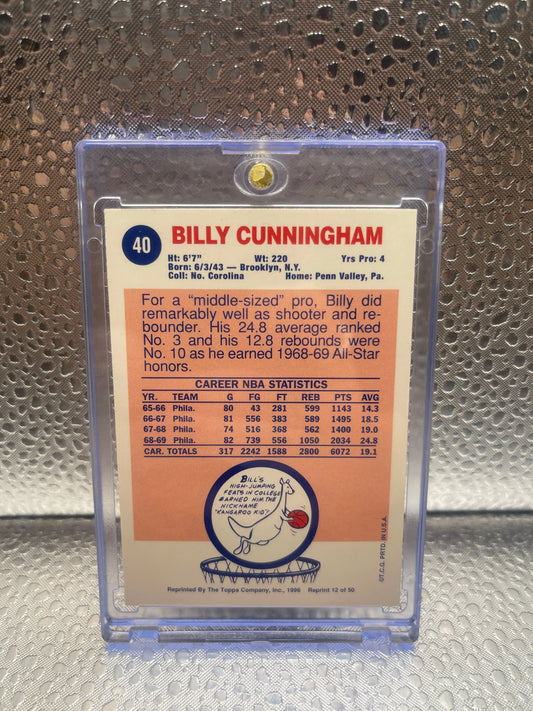 40
BILLY CUNNINGHAM
Ht: 6'7" Wt: 220 Yrs Pro: 4
Born: 6/3/43 — Brooklyn, N.Y.
Coll: No. Corolina Home: Penn Valley, Pa.
For a "middle-sized" pro, Billy did
remarkably well as shooter and re-
bounder. His 24.8 average ranked
No. 3 and his 12.8 rebounds were
No. 10 as he earned 1968-69 All-Star
honors.
CAREER NBA STATISTICS
YR. TEAM G FG FT REB PTS AVG
65-66 Phila. 80 43 281 599 1143 14.3
66-67 Phila. 81 556 383 589 1495 18.5
67-68 Phila. 74 516 368 562 1400 19.0
68-69 Phila. 82 739 556 1050 2034 24.8
CAR. TOTALS 317 2242 1588 2800 6072 19.1
BILL'S
HIGH-JUMPING
FEATS IN COLLEGE
EARNED HIM THE
NICKNAME
"KANGAROO KID".
©T.C.G. PRTD. IN U.S.A.
Reprinted By The Topps Company, Inc., 1996 Reprint 12 of 50